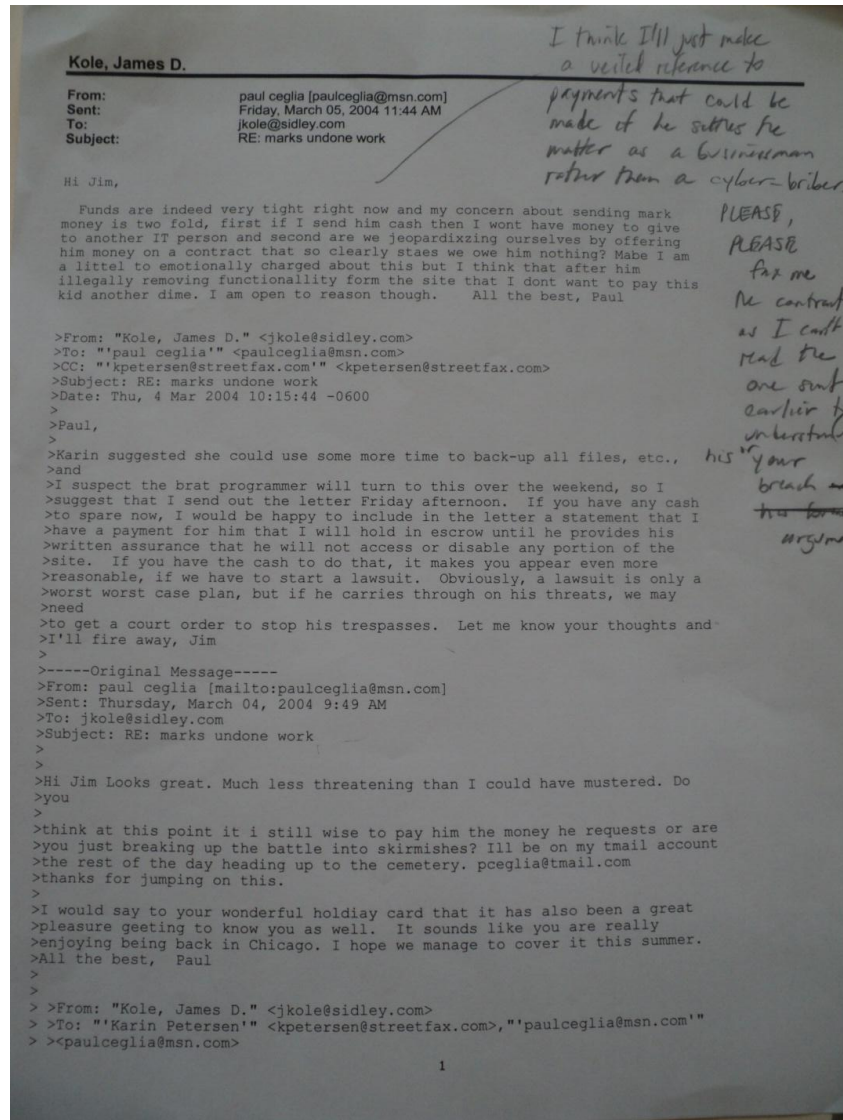 I think I'll just make
a veiled reference to
payments that could be
made if he settles the
matter as a businessman
rather than a cyber-briber
PLEASE,
PLEASE
fax me
the contract
as I can't
read the
one sent
earlier
his "your
breach
Kole, James D.
From: paul ceglia [paulceglia@msn.com]
Sent: Friday, March 05, 2004 11:44 AM
To: jkole@sidley.com
Subject: RE: marks undone work
Hi Jim,
Funds are indeed very tight right now and my concern about sending mark
money is two fold, first if I send him cash then I wont have money to give
to another IT person and second are we jeopardixzing ourselves by offering
him money on a contract that so clearly staes we owe him nothing? Mabe I am
a littel to emotionally charged about this but I think that after him
illegally removing functionallity form the site that I dont want to pay this
kid another dime. I am open to reason though. All the best, Paul
>From: "Kole, James D." <jkole@sidley.com>
>To: "'paul ceglia'" <paulceglia@msn.com>
>CC: "'kpetersen@streetfax.com'" <kpetersen@streetfax.com>
>Subject: RE: marks undone work
>Date: Thu, 4 Mar 2004 10:15:44 -0600
>
>Paul,
>
>Karin suggested she could use some more time to back-up all files, etc.,
>and
>I suspect the brat programmer will turn to this over the weekend, so I
>suggest that I send out the letter Friday afternoon. If you have any cash
>to spare now, I would be happy to include in the letter a statement that I
>have a payment for him that I will hold in escrow until he provides his
>written assurance that he will not access or disable any portion of the
>site. If you have the cash to do that, it makes you appear even more
>reasonable, if we have to start a lawsuit. Obviously, a lawsuit is only a
>worst worst case plan, but if he carries through on his threats, we may
>need
>to get a court order to stop his trespasses. Let me know your thoughts and
>I'll fire away, Jim
>
>-----Original Message-----
>From: paul ceglia [mailto:paulceglia@msn.com]
>Sent: Thursday, March 04, 2004 9:49 AM
>To: jkole@sidley.com
>Subject: RE: marks undone work
>
>
>Hi Jim Looks great. Much less threatening than I could have mustered. Do
>you
>
>think at this point it i still wise to pay him the money he requests or are
>you just breaking up the battle into skirmishes? Ill be on my tmail account
>the rest of the day heading up to the cemetery. pceglia@tmail.com
>thanks for jumping on this.
>
>I would say to your wonderful holdiay card that it has also been a great
>pleasure geeting to know you as well. It sounds like you are really
>enjoying being back in Chicago. I hope we manage to cover it this summer.
>All the best, Paul
>
>
> >From: "Kole, James D." <jkole@sidley.com>
> >To: "'Karin Petersen'" <kpetersen@streetfax.com>,"'paulceglia@msn.com'"
> ><paulceglia@msn.com>
1